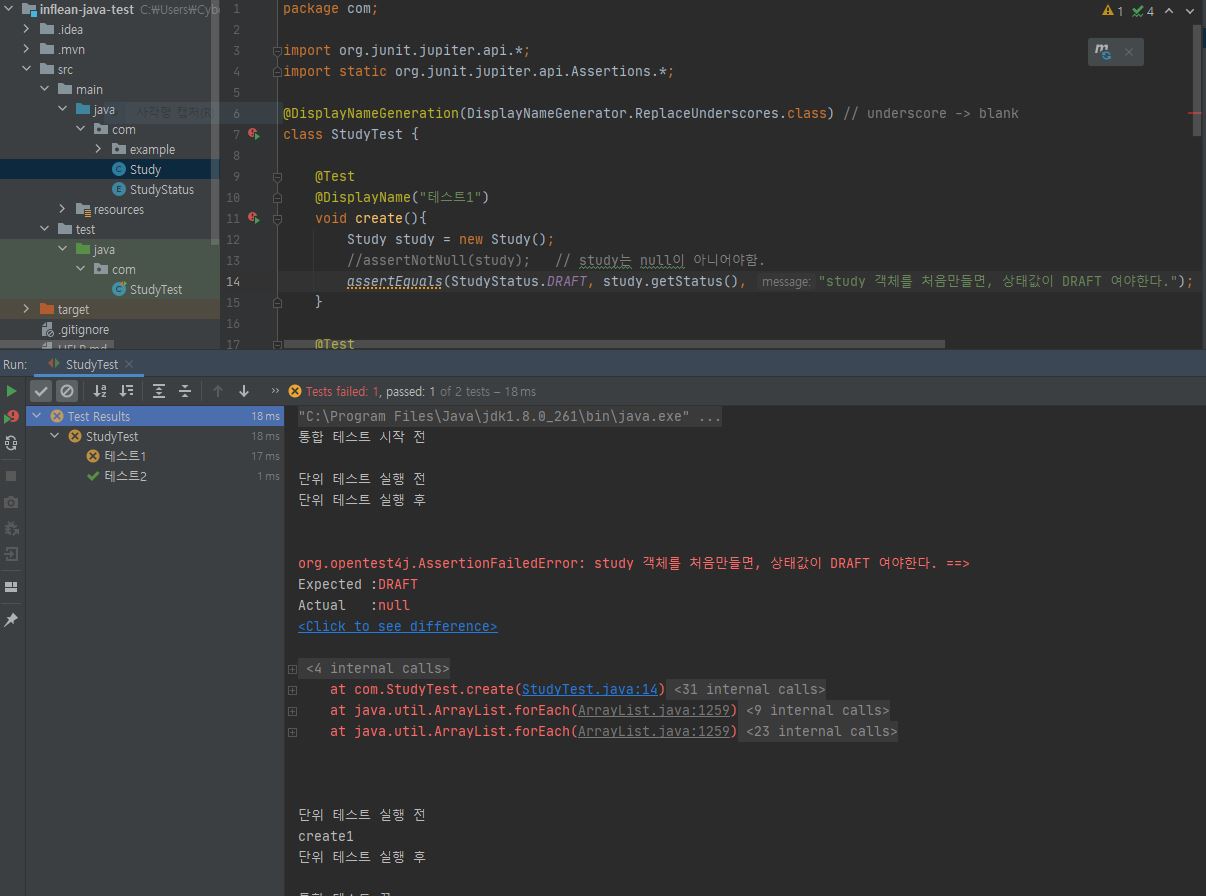 inflean-java-test C:₩Users₩Cyb
.idea
.mvn
src
main
java
com
example
Study
StudyStatus
resources
test
java
com
StudyTest
target
.gitignore
HELP.md
사각형 캡처(R)
1 package com;
2
3 import org.junit.jupiter.api.*;
4 import static org.junit.jupiter.api.Assertions.*;
5
6 @DisplayNameGeneration(DisplayNameGenerator.ReplaceUnderscores.class) // underscore -> blank
7 class StudyTest {
8
9 @Test
10 @DisplayName("테스트1")
11 void create(){
12 Study study = new Study();
13 //assertNotNull(study); // study는 null이 아니어야함.
14 assertEquals(StudyStatus.DRAFT, study.getStatus(), message: "study 객체를 처음만들면, 상태값이 DRAFT 여야한다.");
15 }
16
17 @Test
1 4
Run: StudyTest
Tests failed: 1, passed: 1 of 2 tests – 18 ms
Test Results 18 ms
StudyTest 18 ms
테스트1 17 ms
테스트2 1 ms
"C:\Program Files\Java\jdk1.8.0_261\bin\java.exe" ...
통합 테스트 시작 전
단위 테스트 실행 전
단위 테스트 실행 후
org.opentest4j.AssertionFailedError: study 객체를 처음만들면, 상태값이 DRAFT 여야한다. ==>
Expected :DRAFT
Actual :null
<Click to see difference>
<4 internal calls>
at com.StudyTest.create(StudyTest.java:14) <31 internal calls>
at java.util.ArrayList.forEach(ArrayList.java:1259) <9 internal calls>
at java.util.ArrayList.forEach(ArrayList.java:1259) <23 internal calls>
단위 테스트 실행 전
create1
단위 테스트 실행 후
통합 테스트 끝